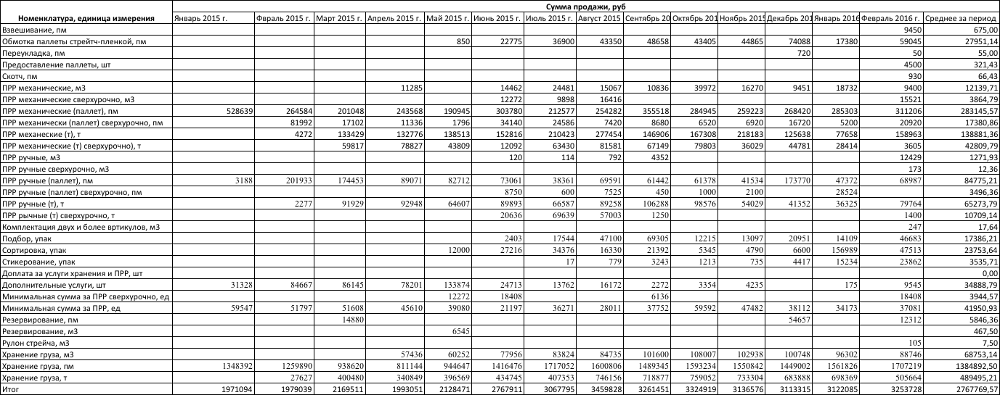 Сумма продажи, руб
Номенклатура, единица измерения Январь 2015 г. Фвраль 2015 г. Март 2015 г. Апрель 2015 г. Май 2015 г. Июнь 2015 г. Июль 2015 г. Август 2015 Сентябрь 20 Октябрь 201 Ноябрь 2015 Декабрь 201 Январь 2016 Февраль 2016 г. Среднее за период
Взвешивание, пм 9450 675,00
Обмотка паллеты стрейтч-пленкой, пм 850 22775 36900 43350 48658 43405 44865 74088 17380 59045 27951,14
Переукладка, пм 720 50 55,00
Предоставление паллеты, шт 4500 321,43
Скотч, пм 930 66,43
ПРР механические, м3 11285 14462 24481 15067 10836 39972 16270 9451 18732 9400 12139,71
ПРР механические сверхурочно, м3 12272 9898 16416 15521 3864,79
ПРР механические (паллет), пм 528639 264584 201048 243568 190945 303780 212577 254282 355518 284945 259223 268420 285303 311206 283145,57
ПРР механически (паллет) сверхурочно, пм 81992 17102 11336 1796 34140 24586 7420 8680 6520 6920 16720 5200 20920 17380,86
ПРР механеские (т), т 4272 133429 132776 138513 152816 210423 277454 146906 167308 218183 125638 77658 158963 138881,36
ПРР механические (т) сверхурочно), т 59817 78827 43809 12092 63430 81581 67149 79803 36029 44781 28414 3605 42809,79
ПРР ручные, м3 120 114 792 4352 12429 1271,93
ПРР ручные сверхурочно, м3 173 12,36
ПРР ручные (паллет), пм 3188 201933 174453 89071 82712 73061 38361 69591 61442 61378 41534 173770 47372 68987 84775,21
ПРР ручные (паллет) сверхурочно, пм 8750 600 7525 450 1000 2100 28524 3496,36
ПРР ручные (т), т 2277 91929 92948 64607 89893 66587 89258 106288 98576 54029 41352 36325 79764 65273,79
ПРР рычные (т) сверхурочно, т 20636 69639 57003 1250 1400 10709,14
Комплектация двух и более вртикулов, м3 247 17,64
Подбор, упак 2403 17544 47100 69305 12215 13097 20951 14109 46683 17386,21
Сортировка, упак 12000 27216 34376 16330 21392 5345 4790 6600 156989 47513 23753,64
Стикерование, упак 17 779 3243 1213 735 4417 15234 23862 3535,71
Доплата за услуги хранения и ПРР, шт 0,00
Дополнительные услуги, шт 31328 84667 86145 78201 133874 24713 13762 16172 2272 3354 4235 175 9545 34888,79
Минимальная сумма за ПРР сверхурочно, ед 12272 18408 6136 18408 3944,57
Минимальная сумма за ПРР, ед 59547 51797 51608 45610 39080 21197 36271 28011 37752 59592 47482 38112 34173 37081 41950,93
Резервирование, пм 14880 54657 12312 5846,36
Резервирование, м3 6545 467,50
Рулон стрейча, м3 105 7,50
Хранение груза, м3 57436 60252 77956 83824 84735 101600 108007 102938 100748 96302 88746 68753,14
Хранение груза, пм 1348392 1259890 938620 811144 944647 1416476 1717052 1600806 1489345 1593234 1550842 1449002 1561826 1707219 1384892,50
Хранение груза, т 27627 400480 340849 396569 434745 407353 746156 718877 759052 733304 683888 698369 505664 489495,21
Итог 1971094 1979039 2169511 1993051 2128471 2767911 3067795 3459828 3261451 3324919 3136576 3113315 3122085 3253728 2767769,57